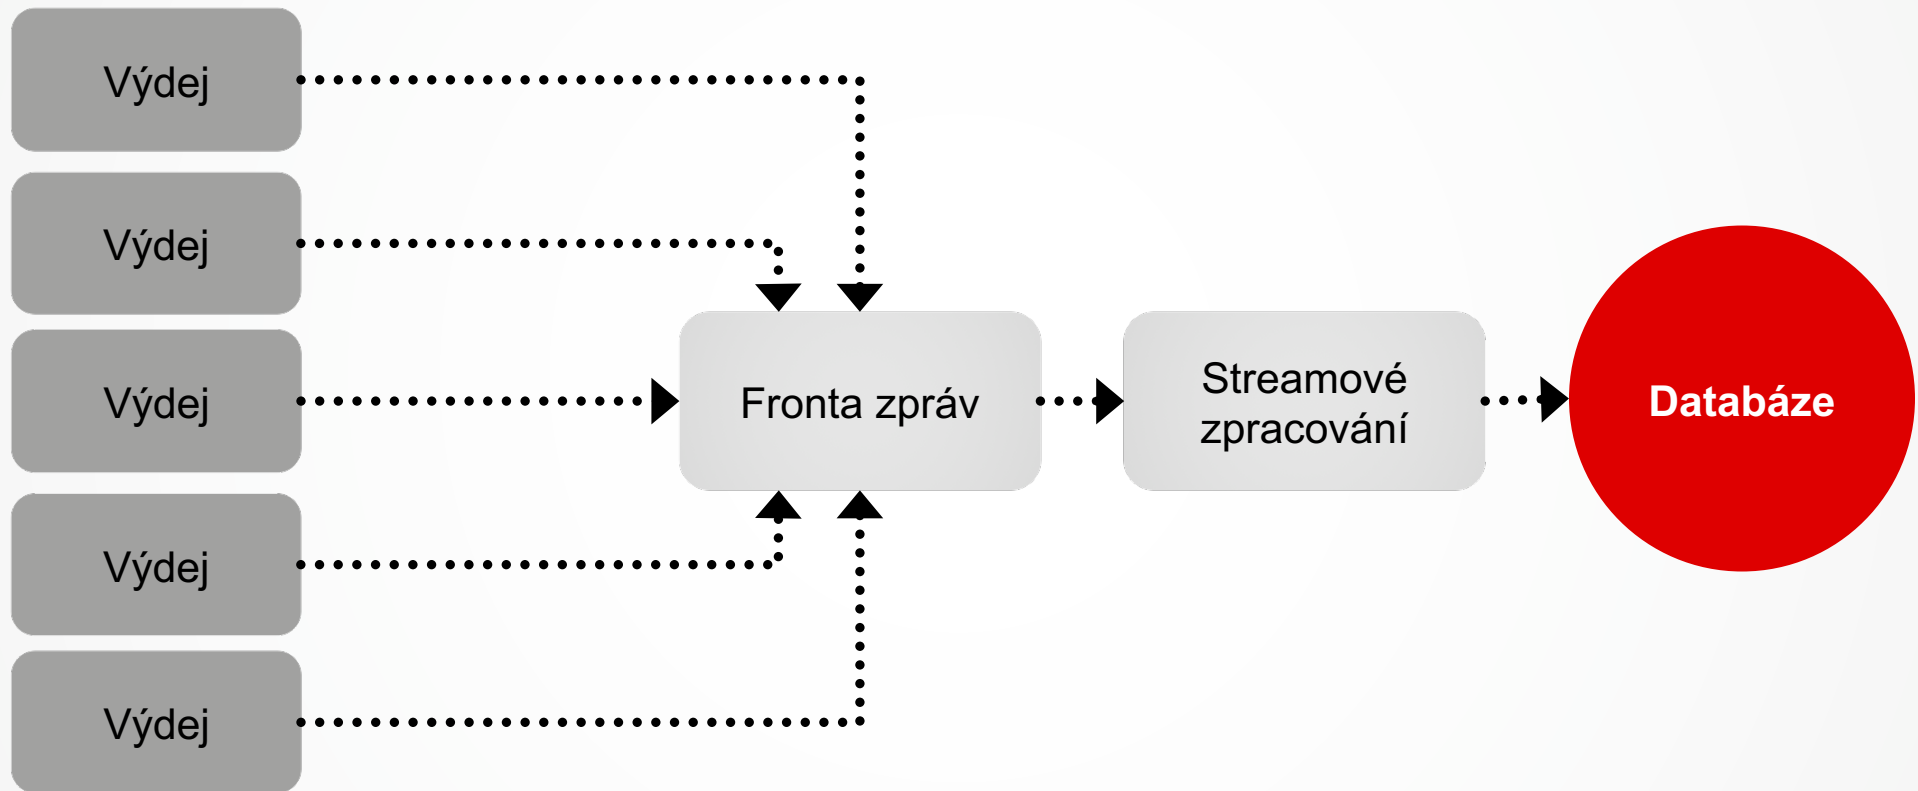 Výdej
Výdej
Výdej
Výdej
Výdej
Fronta zpráv
Streamové
zpracování
Databáze